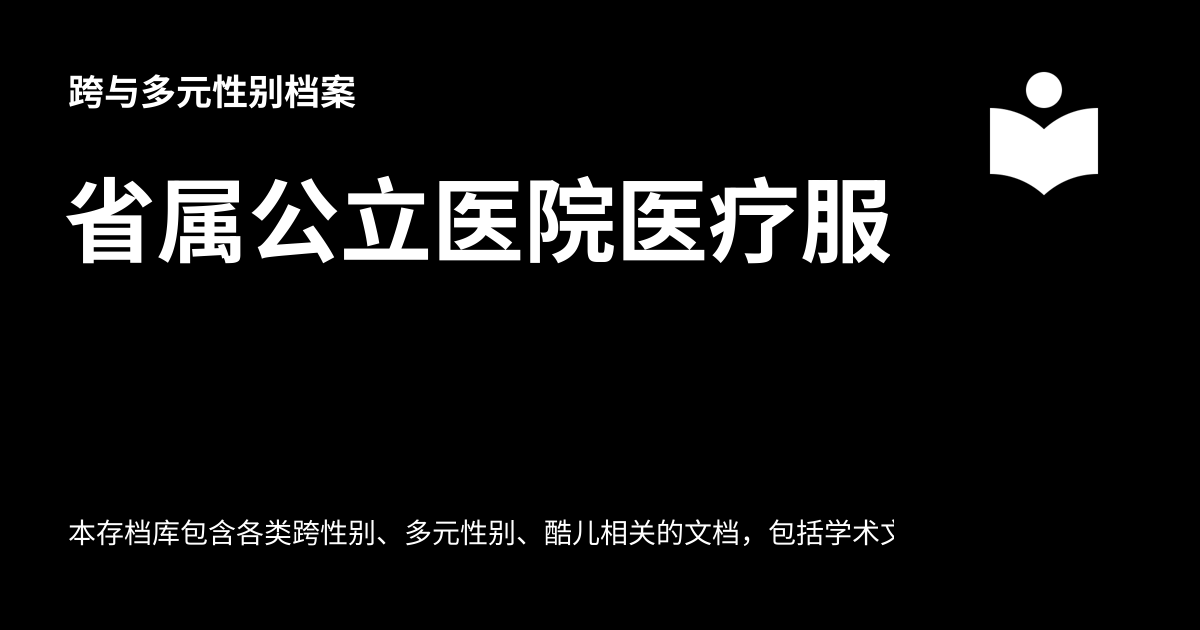 跨与多元性别档案
省属公立医院医疗服
本存档库包含各类跨性别、多元性别、酷儿相关的文档，包括学术